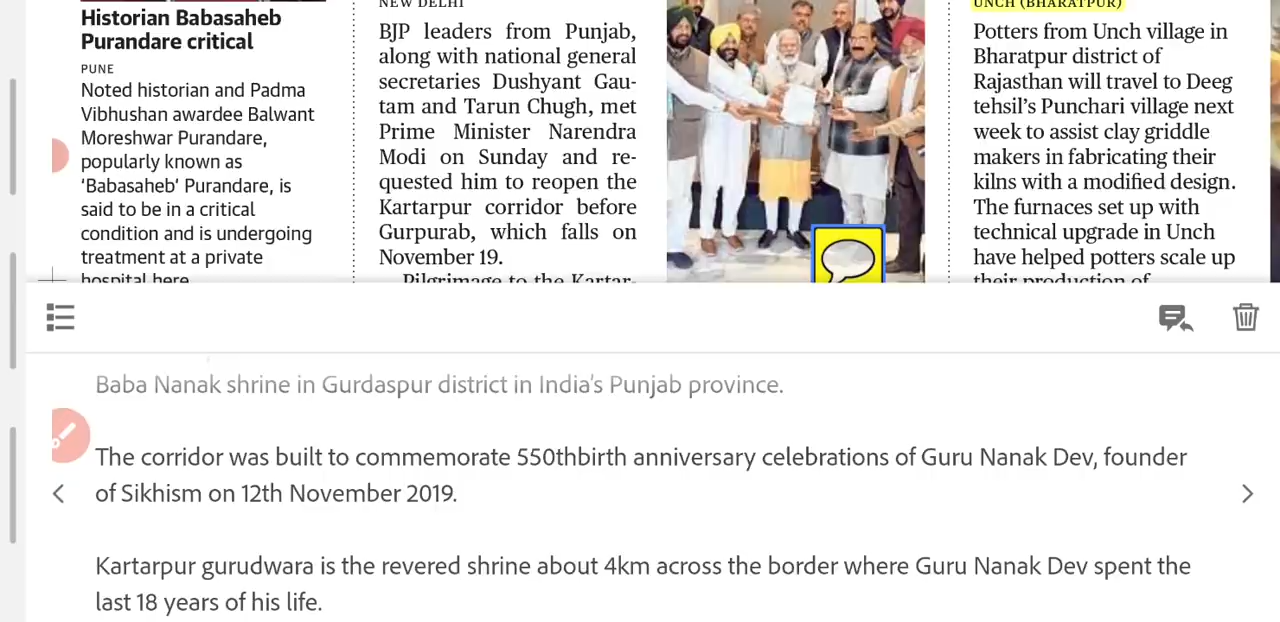 Historian Babasaheb
Purandare critical
PUNE
Noted historian and Padma
Vibhushan awardee Balwant
Moreshwar Purandare,
popularly known as
‘Babasaheb’ Purandare, is
said to be in a critical
condition and is undergoing
treatment at a private
hospital here
NEW DELHI
BJP leaders from Punjab,
along with national general
secretaries Dushyant Gau-
tam and Tarun Chugh, met
Prime Minister Narendra
Modi on Sunday and re-
quested him to reopen the
Kartarpur corridor before
Gurpurab, which falls on
November 19.
Pilgrimage to the Kartar-
UNCH (BHARATPUR)
Potters from Unch village in
Bharatpur district of
Rajasthan will travel to Deeg
tehsil’s Punchari village next
week to assist clay griddle
makers in fabricating their
kilns with a modified design.
The furnaces set up with
technical upgrade in Unch
have helped potters scale up
their production of
Baba Nanak shrine in Gurdaspur district in India’s Punjab province.
The corridor was built to commemorate 550thbirth anniversary celebrations of Guru Nanak Dev, founder
of Sikhism on 12th November 2019.
Kartarpur gurudwara is the revered shrine about 4km across the border where Guru Nanak Dev spent the
last 18 years of his life.